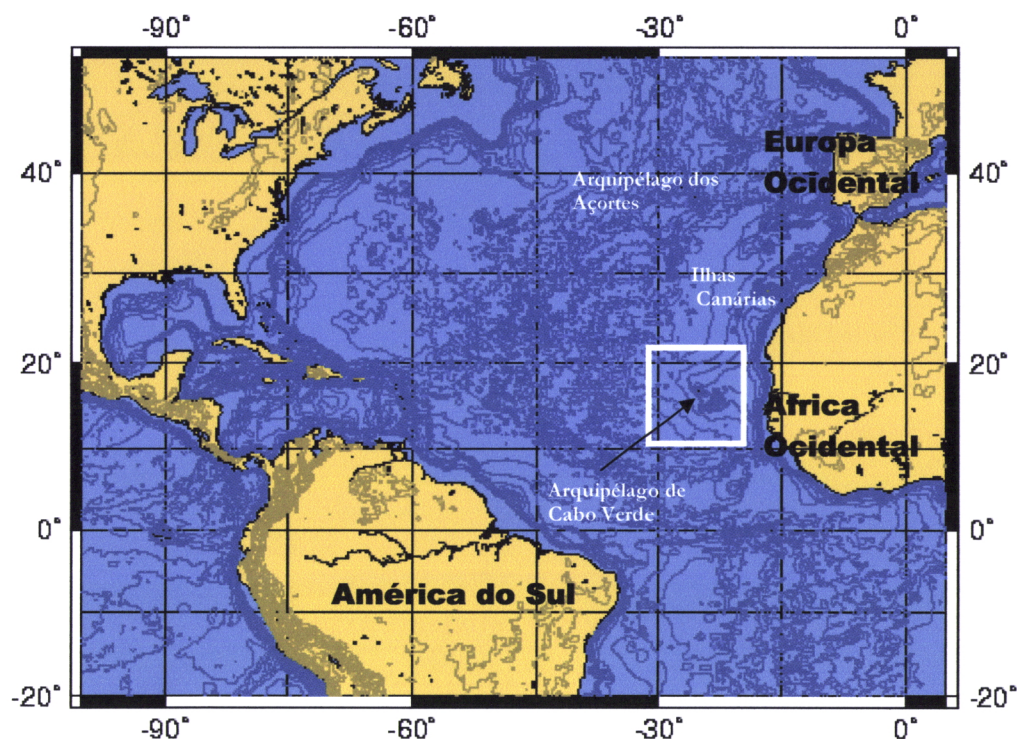 -90°
-60°
-30°
0°
Europa
Ocidental
40°
40°
Arquipélago dos
Açortes
Ilhas
Canárias
20°
20°
África
Ocidental
Arquipélago de
Cabo Verde
0°
0°
América do Sul
-20°
-20°
-90°
-60°
-30°
0°